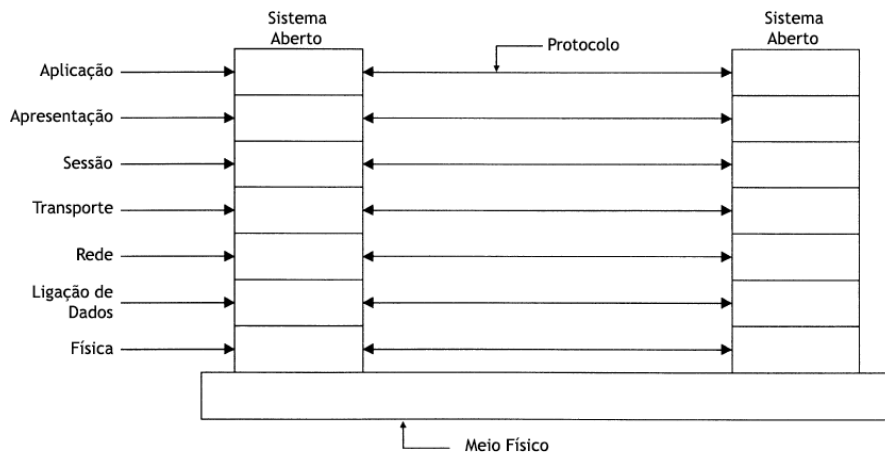 Sistema
Aberto
Sistema
Aberto
Protocolo
Aplicação
Apresentação
Sessão
Transporte
Rede
Ligação de
Dados
Física
Meio Físico